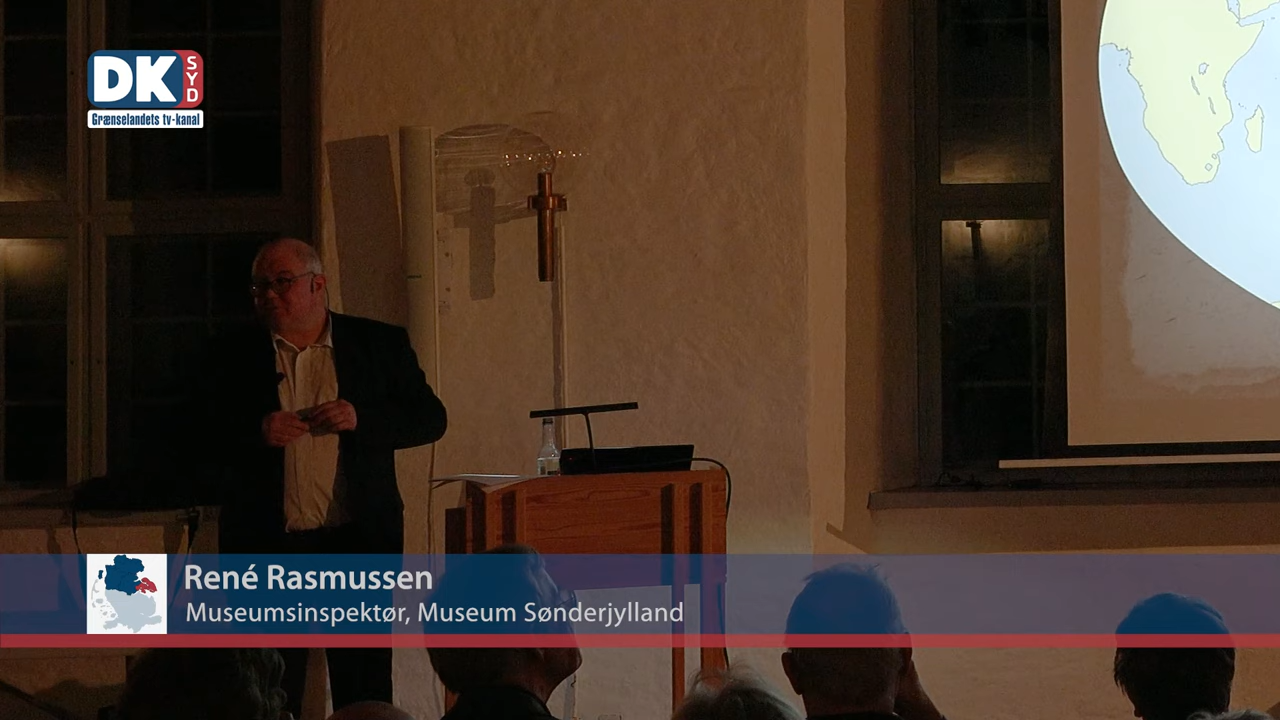 DK SYD
Grænselandets tv-kanal
René Rasmussen
Museumsinspektør, Museum Sønderjylland